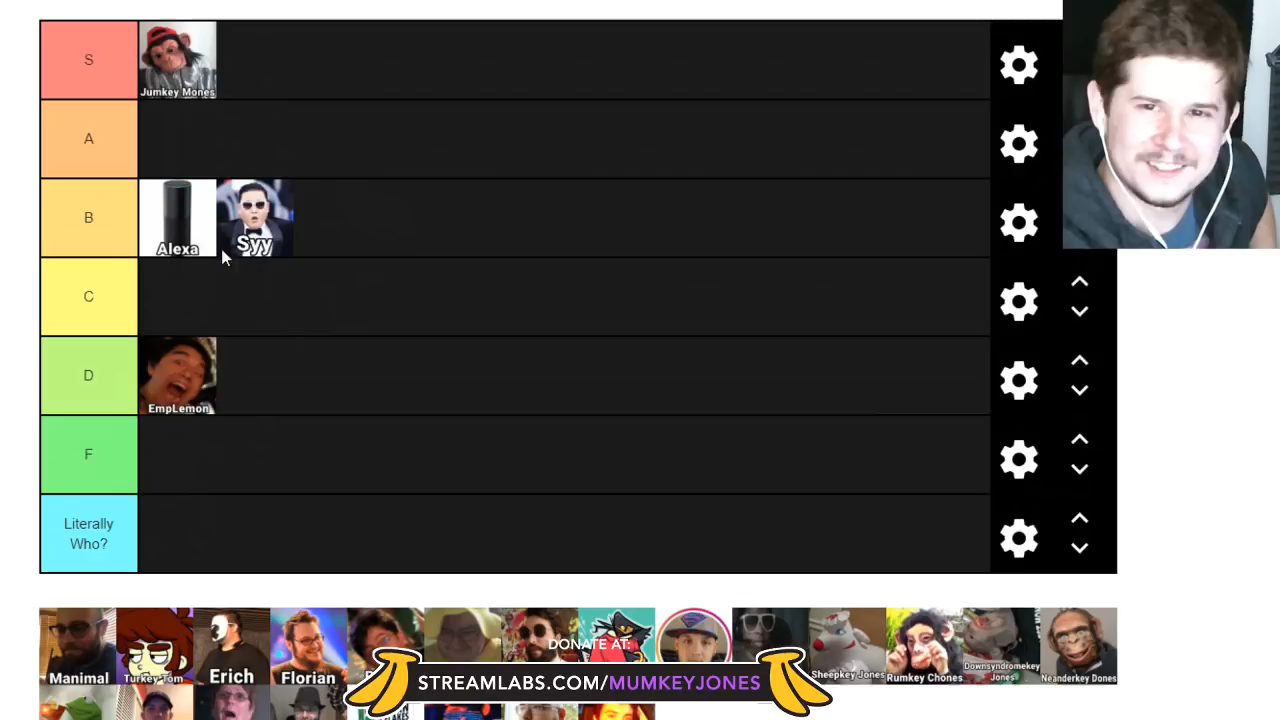 S
Jumkey Mones
A
B
Alexa
Syy
C
D
EmpLemon
F
Literally
Who?
Manimal
Turkey Tom
Erich
Florian
DONATE AT:
STREAMLABS.COM/MUMKEYJONES
Sheepkey Jones
Rumkey Chones
Downsyndromekey
Jones
Neanderkey Dones